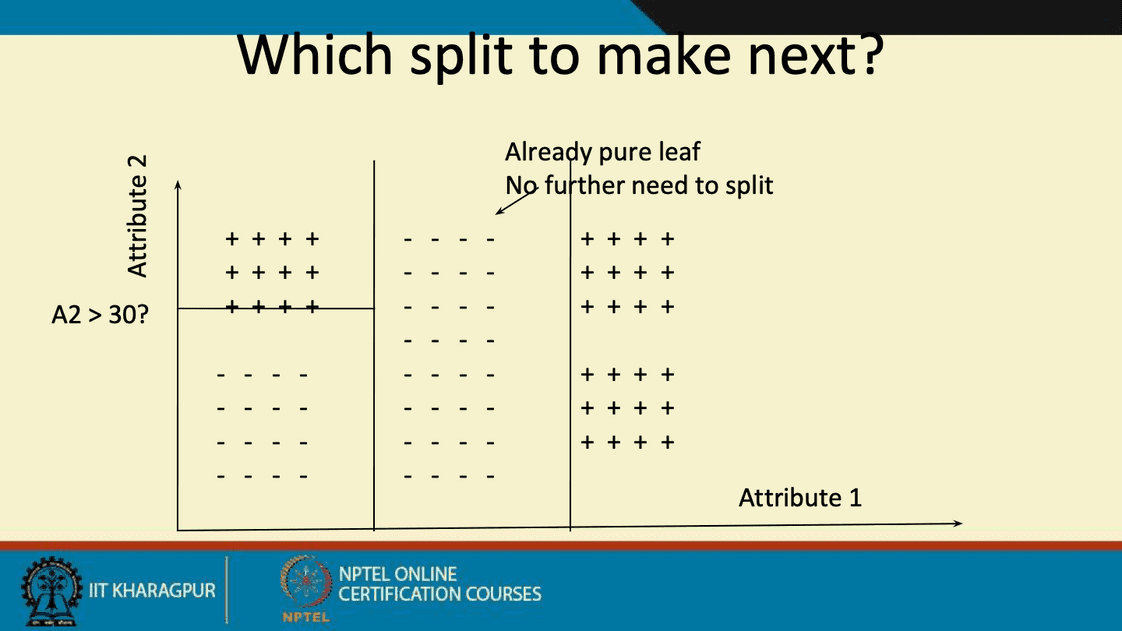 Which split to make next?
Already pure leaf
No further need to split
Attribute 2
+ + + + - - - - + + + +
+ + + + - - - - + + + +
+ + + + - - - - + + + +
A2 > 30?
- - - -
- - - - - - - - + + + +
- - - - - - - - + + + +
- - - - - - - - + + + +
- - - - - - - -
Attribute 1
IIT KHARAGPUR
NPTEL
NPTEL ONLINE
CERTIFICATION COURSES